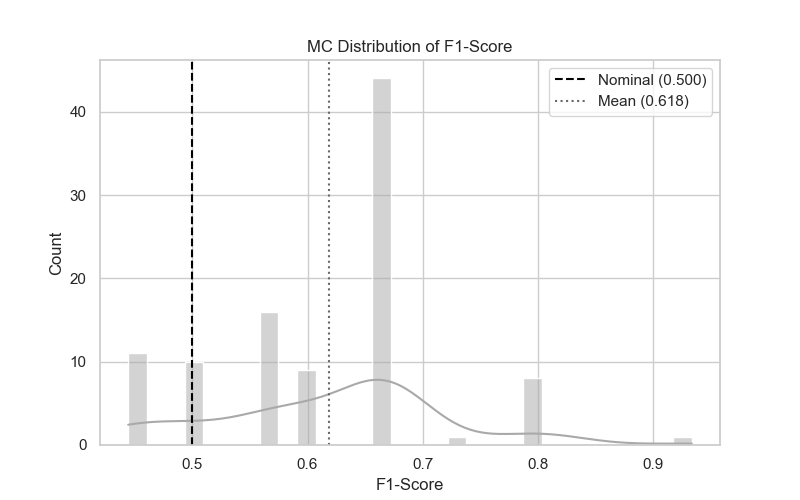 MC Distribution of F1-Score
Nominal (0.500)
Mean (0.618)
40
30
20
10
0
Count
0.5 0.6 0.7 0.8 0.9
F1-Score